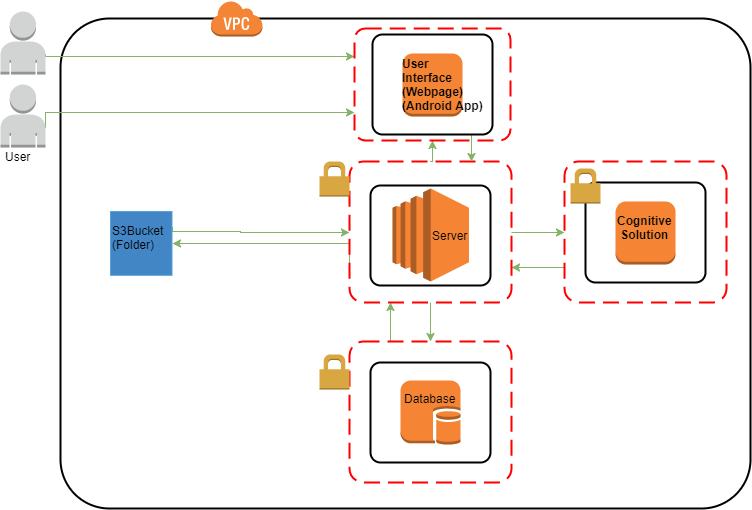 VPC
User
Interface
(Webpage)
(Android App)
User
S3Bucket
(Folder)
Server
Cognitive
Solution
Database